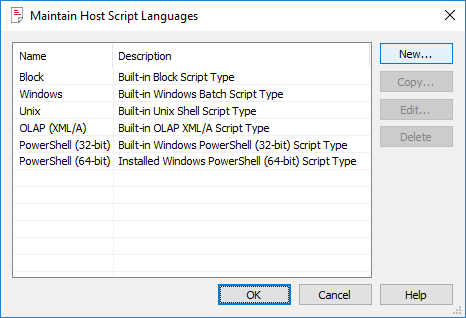 Maintain Host Script Languages
Name Description
Block Built-in Block Script Type
Windows Built-in Windows Batch Script Type
Unix Built-in Unix Shell Script Type
OLAP (XML/A) Built-in OLAP XML/A Script Type
PowerShell (32-bit) Built-in Windows PowerShell (32-bit) Script Type
PowerShell (64-bit) Installed Windows PowerShell (64-bit) Script Type
New...
Copy...
Edit...
Delete
OK Cancel Help